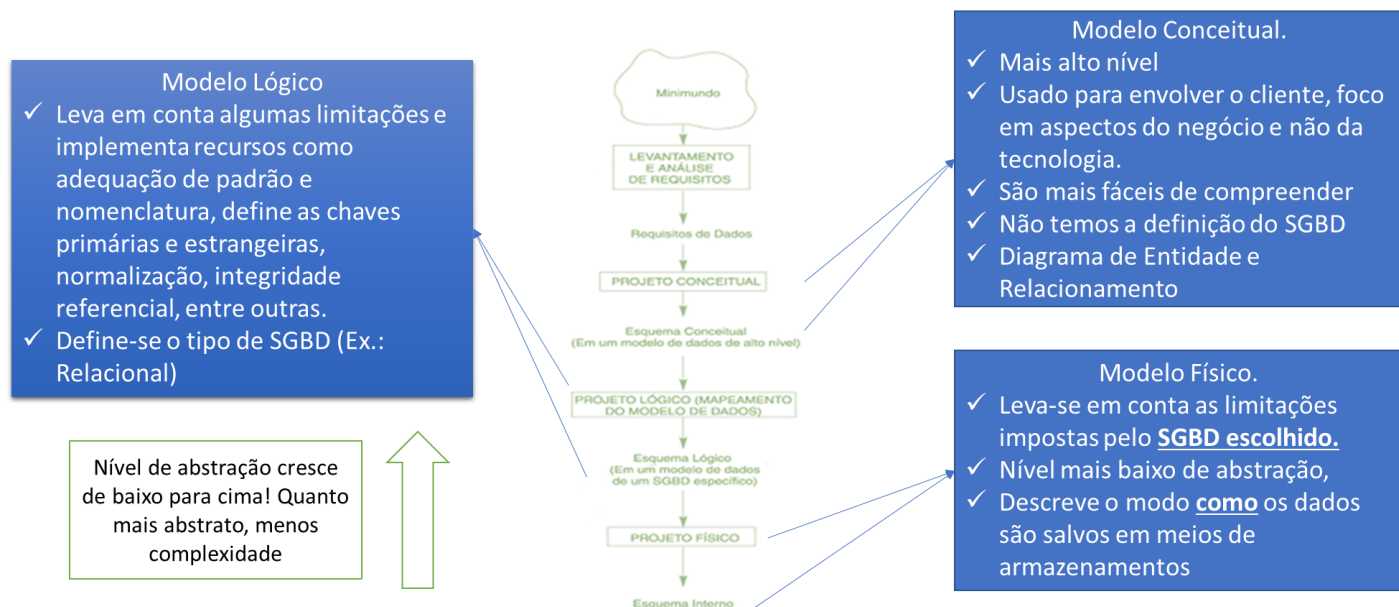 Modelo Lógico
✓ Leva em conta algumas limitações e
implementa recursos como
adequação de padrão e
nomenclatura, define as chaves
primárias e estrangeiras,
normalização, integridade
referencial, entre outras.
✓ Define-se o tipo de SGBD (Ex.:
Relacional)
Nível de abstração cresce
de baixo para cima! Quanto
mais abstrato, menos
complexidade
Minimundo
LEVANTAMENTO
E ANÁLISE
DE REQUISITOS
Requisitos de Dados
PROJETO CONCEITUAL
Esquema Conceitual
(Em um modelo de dados de alto nível)
PROJETO LÓGICO (MAPEAMENTO
DO MODELO DE DADOS)
Esquema Lógico
(Em um modelo de dados
de um SGBD específico)
PROJETO FÍSICO
Esquema Interno
Modelo Conceitual.
✓ Mais alto nível
✓ Usado para envolver o cliente, foco
em aspectos do negócio e não da
tecnologia.
✓ São mais fáceis de compreender
✓ Não temos a definição do SGBD
✓ Diagrama de Entidade e
Relacionamento
Modelo Físico.
✓ Leva-se em conta as limitações
impostas pelo SGBD escolhido.
✓ Nível mais baixo de abstração,
✓ Descreve o modo como os dados
são salvos em meios de
armazenamentos